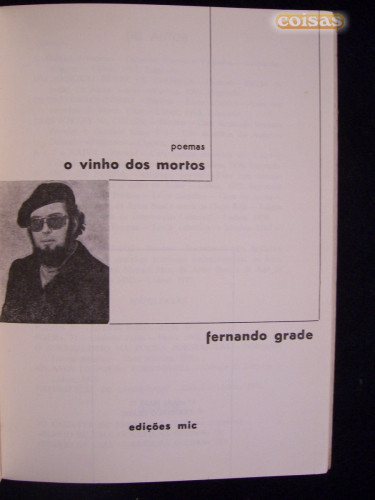 coisas
poemas
o vinho dos mortos
fernando grade
edições mic